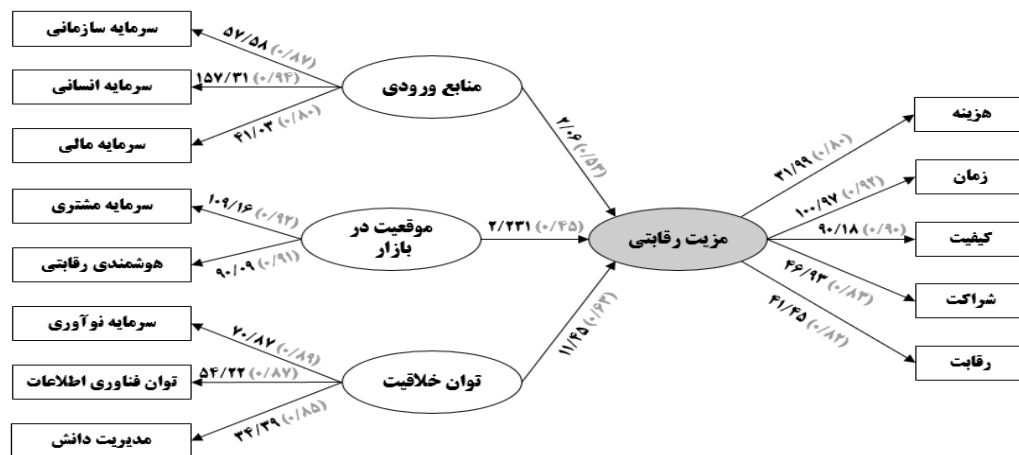 سرمایه سازمانی
سرمایه انسانی
سرمایه مالی
سرمایه مشتری
هوشمندی رقابتی
سرمایه نوآوری
توان فناوری اطلاعات
مدیریت دانش
۵۷/۵۸ (۰/۸۷)
۱۵۷/۳۱ (۰/۹۴)
۴۱/۰۳ (۰/۸۰)
۱۰۹/۱۶ (۰/۹۲)
۹۰/۰۹ (۰/۹۱)
۷۰/۸۷ (۰/۸۹)
۵۴/۲۲ (۰/۸۷)
۳۴/۳۹ (۰/۸۵)
منابع ورودی
موقعیت در
بازار
توان خلاقیت
۲/۰۶ (۰/۵۳)
۲/۲۳۱ (۰/۴۵)
۱۱/۴۵ (۰/۶۳)
مزیت رقابتی
۳۱/۹۹ (۰/۸۰)
۱۰۰/۹۷ (۰/۹۲)
۹۰/۱۸ (۰/۹۰)
۴۶/۹۳ (۰/۸۳)
۴۱/۴۵ (۰/۸۲)
هزینه
زمان
کیفیت
شراکت
رقابت